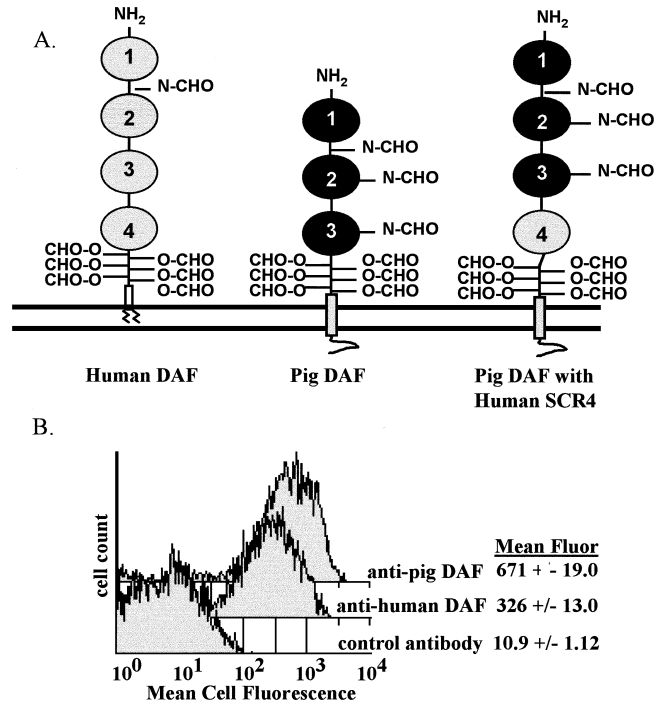 A.
NH2
1
N-CHO
2
3
4
CHO-O
CHO-O
CHO-O
O-CHO
O-CHO
O-CHO
Human DAF
NH2
1
N-CHO
2
N-CHO
3
N-CHO
CHO-O
CHO-O
CHO-O
O-CHO
O-CHO
O-CHO
Pig DAF
NH2
1
N-CHO
2
N-CHO
3
N-CHO
4
CHO-O
CHO-O
CHO-O
O-CHO
O-CHO
O-CHO
Pig DAF with
Human SCR4
B.
cell count
Mean Fluor
anti-pig DAF 671 + - 19.0
anti-human DAF 326 +/- 13.0
control antibody 10.9 +/- 1.12
10^0 10^1 10^2 10^3 10^4
Mean Cell Fluorescence